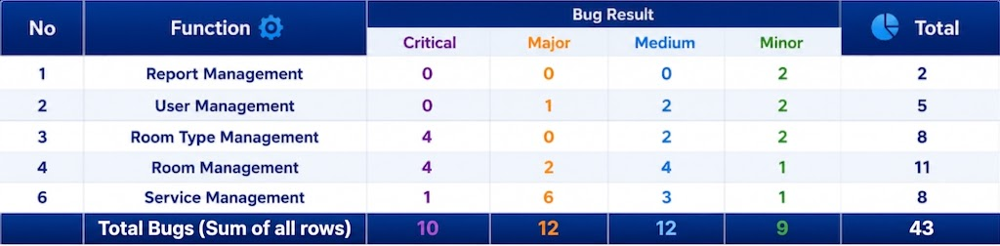 No Function Bug Result Total
Critical Major Medium Minor
1 Report Management 0 0 0 2 2
2 User Management 0 1 2 2 5
3 Room Type Management 4 0 2 2 8
4 Room Management 4 2 4 1 11
6 Service Management 1 6 3 1 8
Total Bugs (Sum of all rows) 10 12 12 9 43